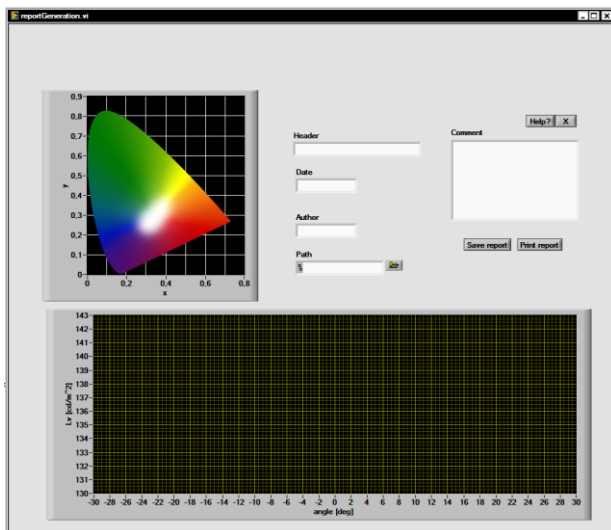 reportGeneration.vi
0,9
0,8
0,7
0,6
0,5
0,4
0,3
0,2
0,1
0
y
0 0,2 0,4 0,6 0,8
x
Header
Date
Author
Path
Help? X
Comment
Save report Print report
143
142
141
140
139
138
137
136
135
134
133
132
131
130
Lv [cd/m^2]
-30 -28 -26 -24 -22 -20 -18 -16 -14 -12 -10 -8 -6 -4 -2 0 2 4 6 8 10 12 14 16 18 20 22 24 26 28 30
angle [deg]